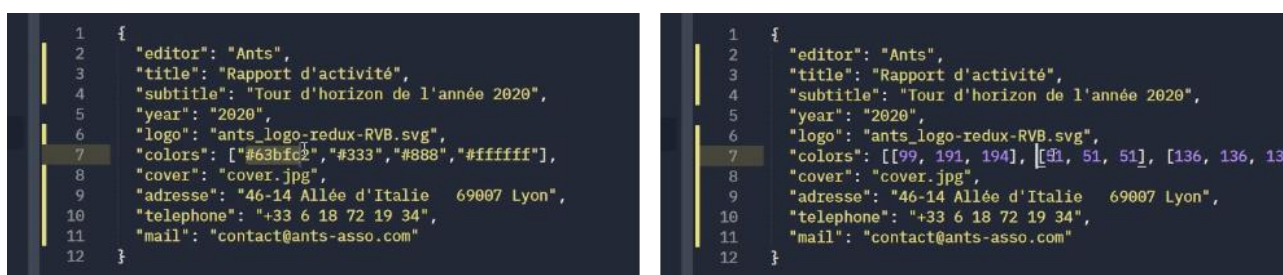 1 {
2 "editor": "Ants",
3 "title": "Rapport d'activité",
4 "subtitle": "Tour d'horizon de l'année 2020",
5 "year": "2020",
6 "logo": "ants_logo-redux-RVB.svg",
7 "colors": ["#63bfc2","#333","#888","#ffffff"],
8 "cover": "cover.jpg",
9 "adresse": "46-14 Allée d'Italie   69007 Lyon",
10 "telephone": "+33 6 18 72 19 34",
11 "mail": "contact@ants-asso.com"
12 }
1 {
2 "editor": "Ants",
3 "title": "Rapport d'activité",
4 "subtitle": "Tour d'horizon de l'année 2020",
5 "year": "2020",
6 "logo": "ants_logo-redux-RVB.svg",
7 "colors": [[99, 191, 194], [51, 51, 51], [136, 136, 13
8 "cover": "cover.jpg",
9 "adresse": "46-14 Allée d'Italie   69007 Lyon",
10 "telephone": "+33 6 18 72 19 34",
11 "mail": "contact@ants-asso.com"
12 }